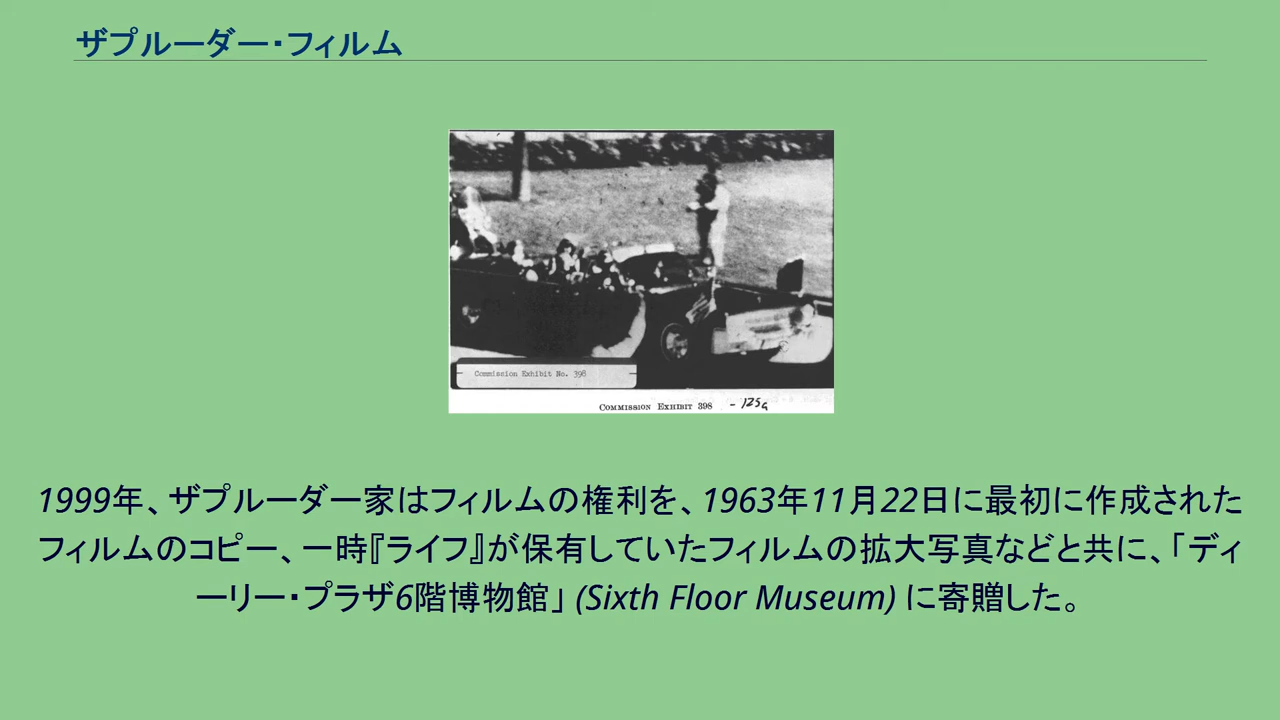 ザプルーダー・フィルム
Commission Exhibit No. 398
COMMISSION EXHIBIT 398 - 125g
1999年、ザプルーダー家はフィルムの権利を、1963年11月22日に最初に作成された
フィルムのコピー、一時『ライフ』が保有していたフィルムの拡大写真などと共に、「ディ
ーリー・プラザ6階博物館」 (Sixth Floor Museum) に寄贈した。